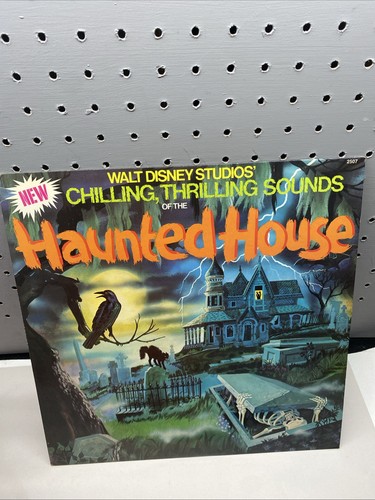 2507
WALT DISNEY STUDIOS'
NEW
CHILLING, THRILLING SOUNDS
OF THE
Haunted House